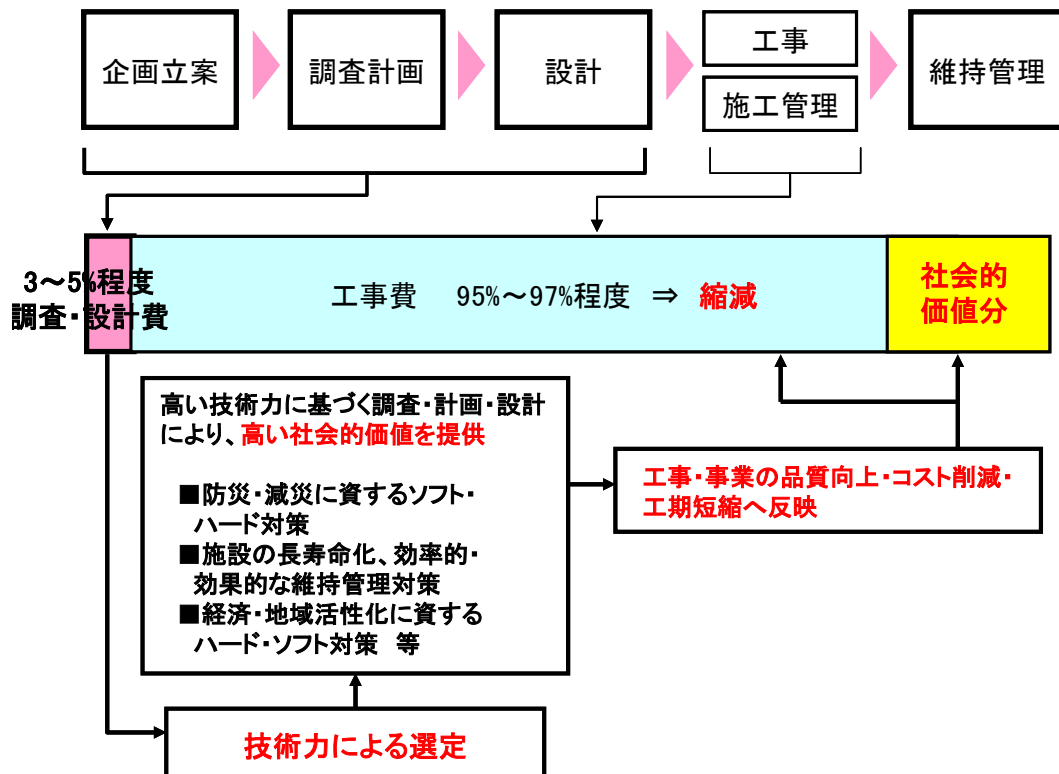 企画立案
調査計画
設計
工事
施工管理
維持管理
3～5%程度
調査・設計費
工事費　95%～97%程度　⇒　縮減
社会的
価値分
高い技術力に基づく調査・計画・設計
により、高い社会的価値を提供
■防災・減災に資するソフト・
ハード対策
■施設の長寿命化、効率的・
効果的な維持管理対策
■経済・地域活性化に資する
ハード・ソフト対策　等
工事・事業の品質向上・コスト削減・
工期短縮へ反映
技術力による選定